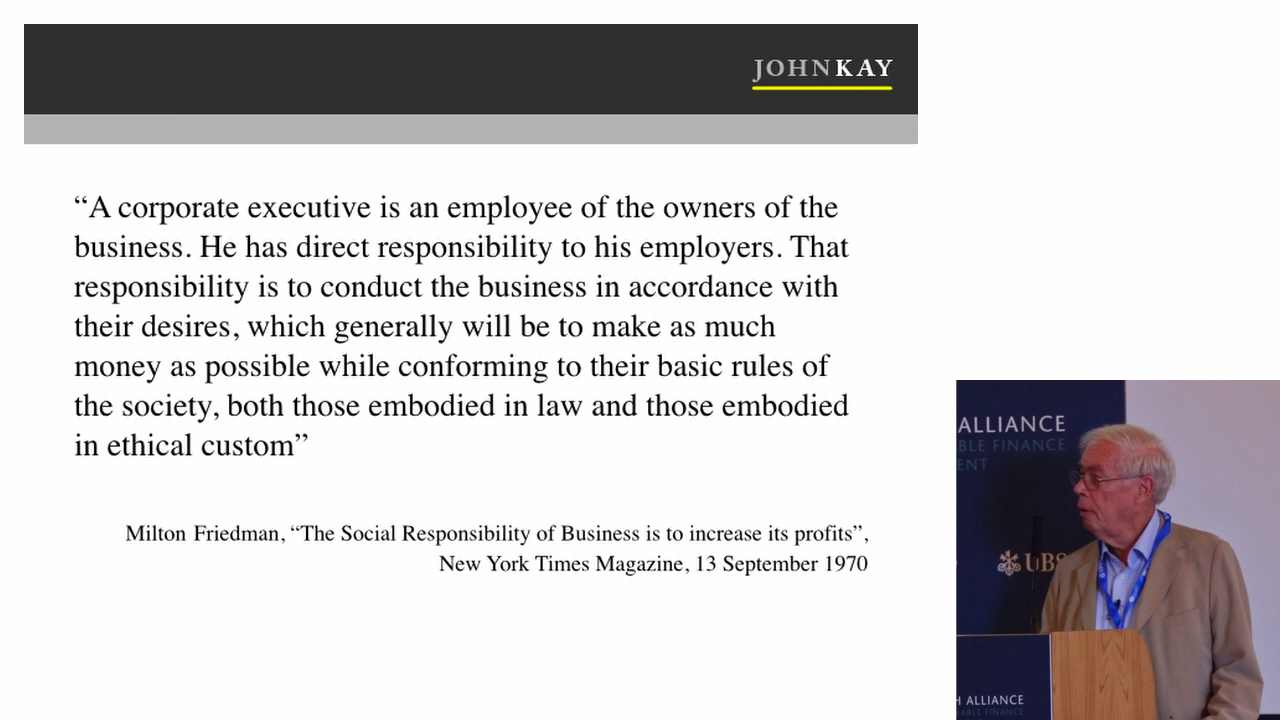 JOHNKAY
“A corporate executive is an employee of the owners of the
business. He has direct responsibility to his employers. That
responsibility is to conduct the business in accordance with
their desires, which generally will be to make as much
money as possible while conforming to their basic rules of
the society, both those embodied in law and those embodied
in ethical custom”
Milton Friedman, “The Social Responsibility of Business is to increase its profits”,
New York Times Magazine, 13 September 1970
ALLIANCE
BLE FINANCE
ENT
UBS
H ALLIANCE
NABLE FINANCE